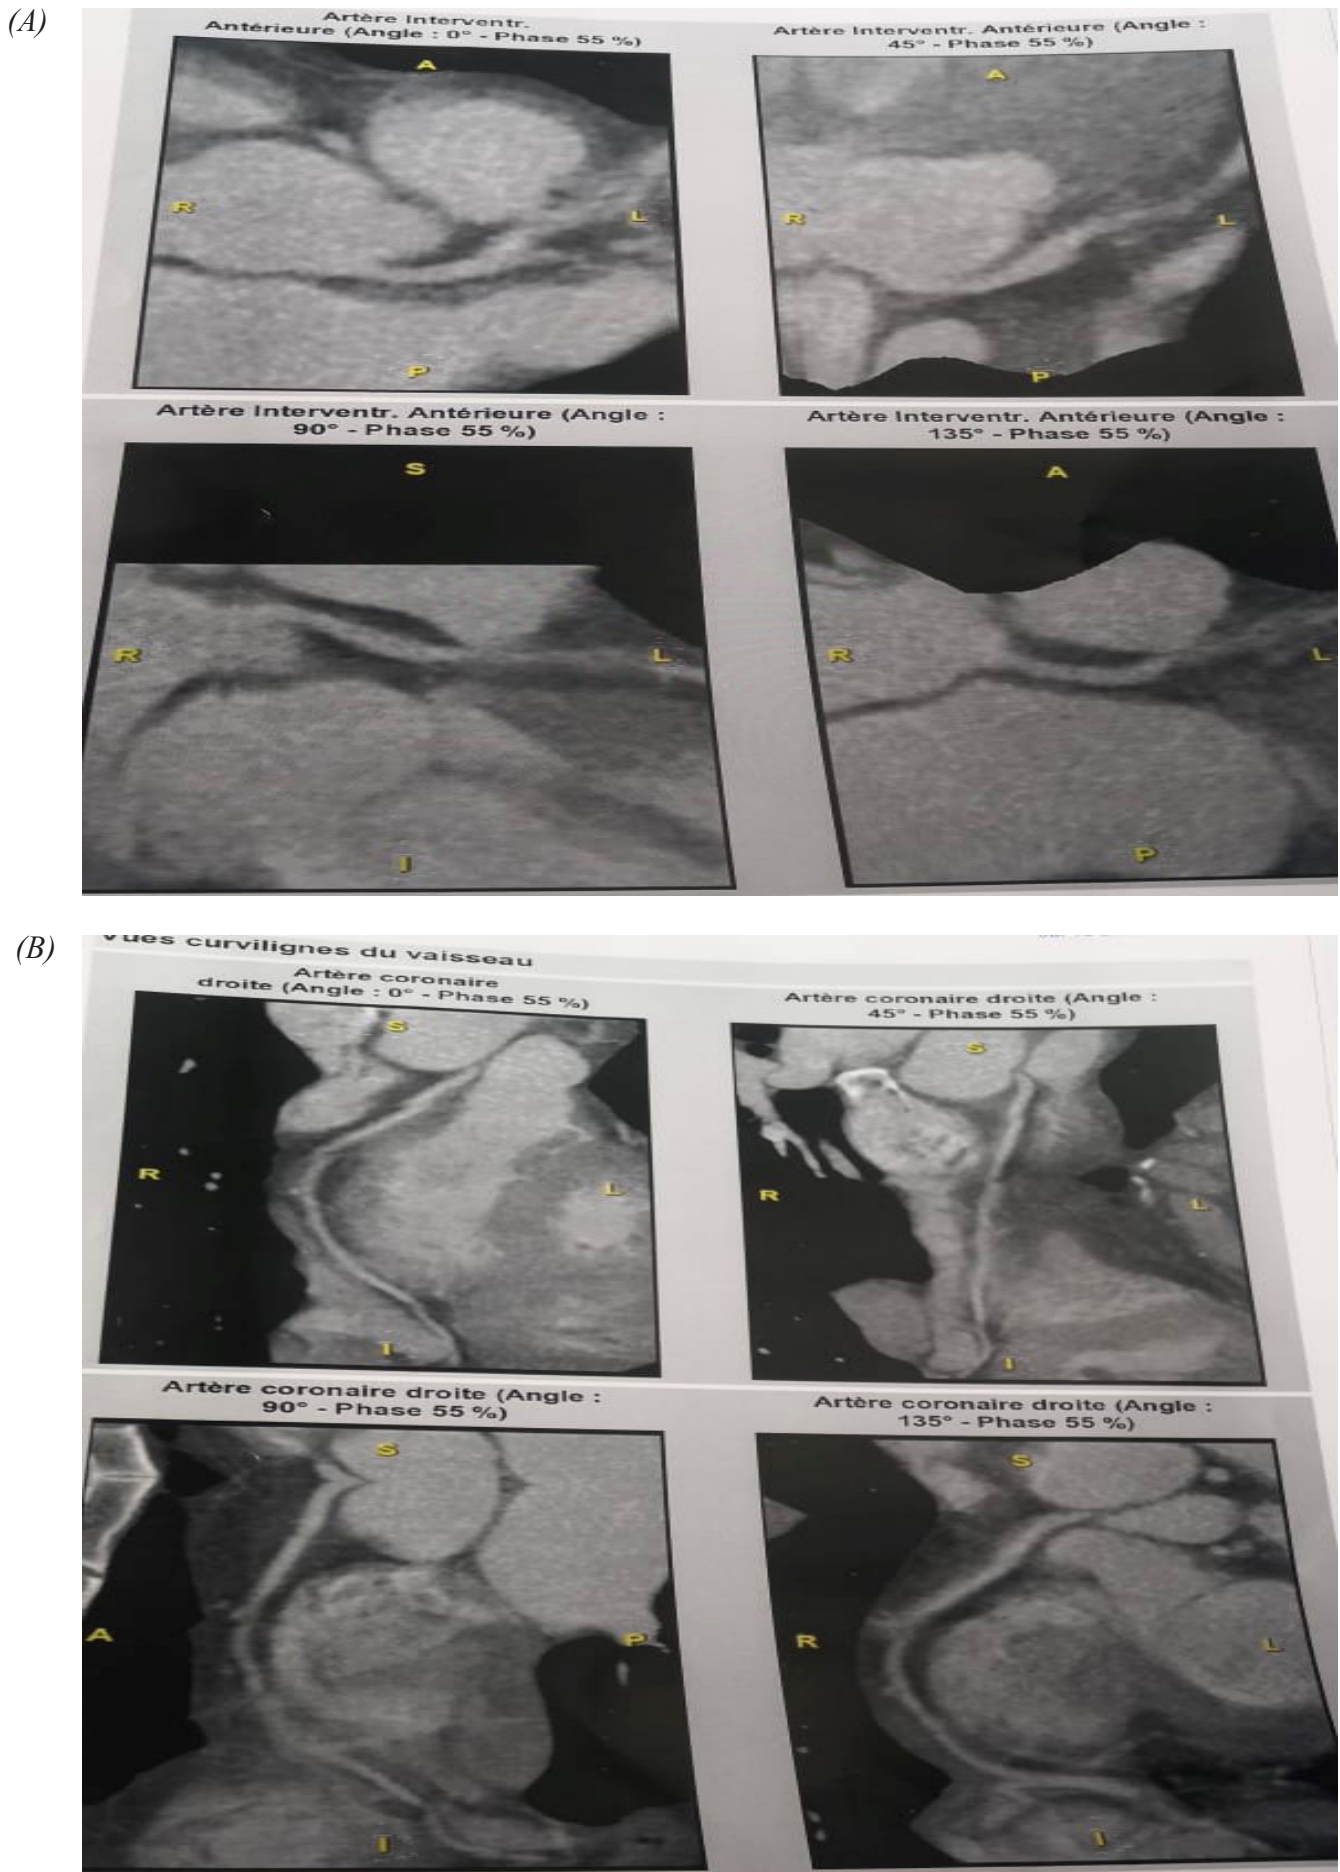 (A)
Artère Interventr.
Antérieure (Angle : 0° - Phase 55 %)
A
R
L
P
Artère Interventr. Antérieure (Angle :
45° - Phase 55 %)
A
R
L
P
Artère Interventr. Antérieure (Angle :
90° - Phase 55 %)
S
R
L
I
Artère Interventr. Antérieure (Angle :
135° - Phase 55 %)
A
R
L
P
(B)
Vues curvilignes du vaisseau
Artère coronaire
droite (Angle : 0° - Phase 55 %)
S
R
L
I
Artère coronaire droite (Angle :
45° - Phase 55 %)
S
R
L
I
Artère coronaire droite (Angle :
90° - Phase 55 %)
S
A
P
I
Artère coronaire droite (Angle :
135° - Phase 55 %)
S
R
L
I